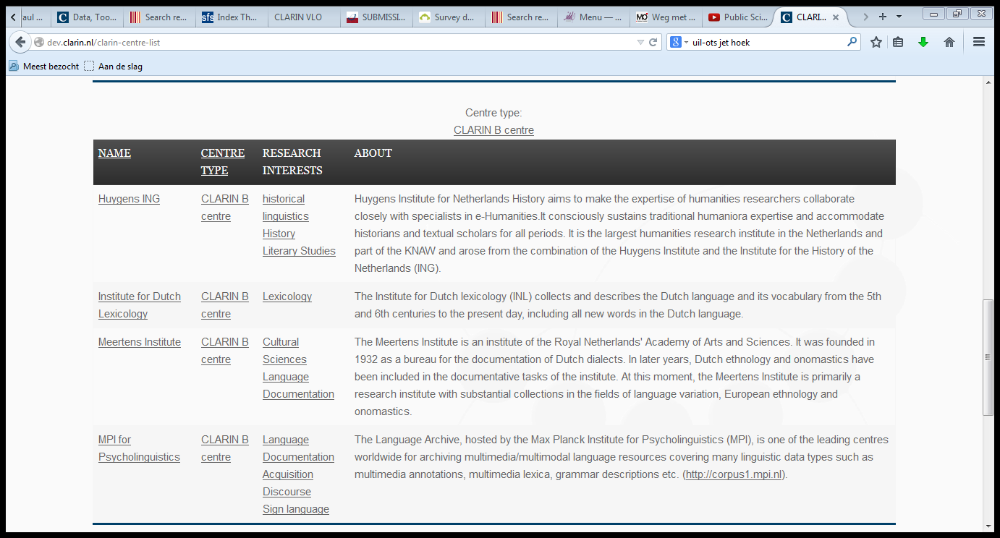 aul ...
Data, Too...
Search re...
sfs Index Th...
CLARIN VLO
SUBMISSI...
Survey d...
Search re...
Menu — ...
MO Weg met ...
Public Sci...
CLARI...
dev.clarin.nl/clarin-centre-list
uil-ots jet hoek
Meest bezocht
Aan de slag
Centre type:
CLARIN B centre
NAME
CENTRE
TYPE
RESEARCH
INTERESTS
ABOUT
Huygens ING
CLARIN B
centre
historical
linguistics
History
Literary Studies
Huygens Institute for Netherlands History aims to make the expertise of humanities researchers collaborate
closely with specialists in e-Humanities.It consciously sustains traditional humaniora expertise and accommodate
historians and textual scholars for all periods. It is the largest humanities research institute in the Netherlands and
part of the KNAW and arose from the combination of the Huygens Institute and the Institute for the History of the
Netherlands (ING).
Institute for Dutch
Lexicology
CLARIN B
centre
Lexicology
The Institute for Dutch lexicology (INL) collects and describes the Dutch language and its vocabulary from the 5th
and 6th centuries to the present day, including all new words in the Dutch language.
Meertens Institute
CLARIN B
centre
Cultural
Sciences
Language
Documentation
The Meertens Institute is an institute of the Royal Netherlands' Academy of Arts and Sciences. It was founded in
1932 as a bureau for the documentation of Dutch dialects. In later years, Dutch ethnology and onomastics have
been included in the documentative tasks of the institute. At this moment, the Meertens Institute is primarily a
research institute with substantial collections in the fields of language variation, European ethnology and
onomastics.
MPI for
Psycholinguistics
CLARIN B
centre
Language
Documentation
Acquisition
Discourse
Sign language
The Language Archive, hosted by the Max Planck Institute for Psycholinguistics (MPI), is one of the leading centres
worldwide for archiving multimedia/multimodal language resources covering many linguistic data types such as
multimedia annotations, multimedia lexica, grammar descriptions etc. (http://corpus1.mpi.nl).